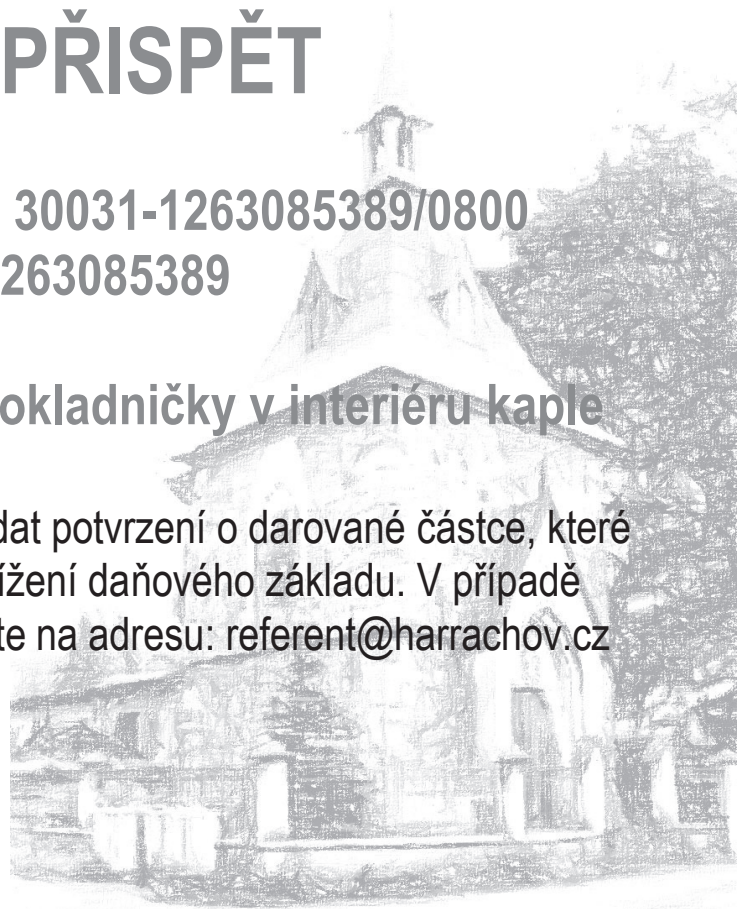 PŘISPĚT
30031-1263085389/0800
263085389
okladničky v interiéru kaple
dat potvrzení o darované částce, které
ížení daňového základu. V případě
te na adresu: referent@harrachov.cz